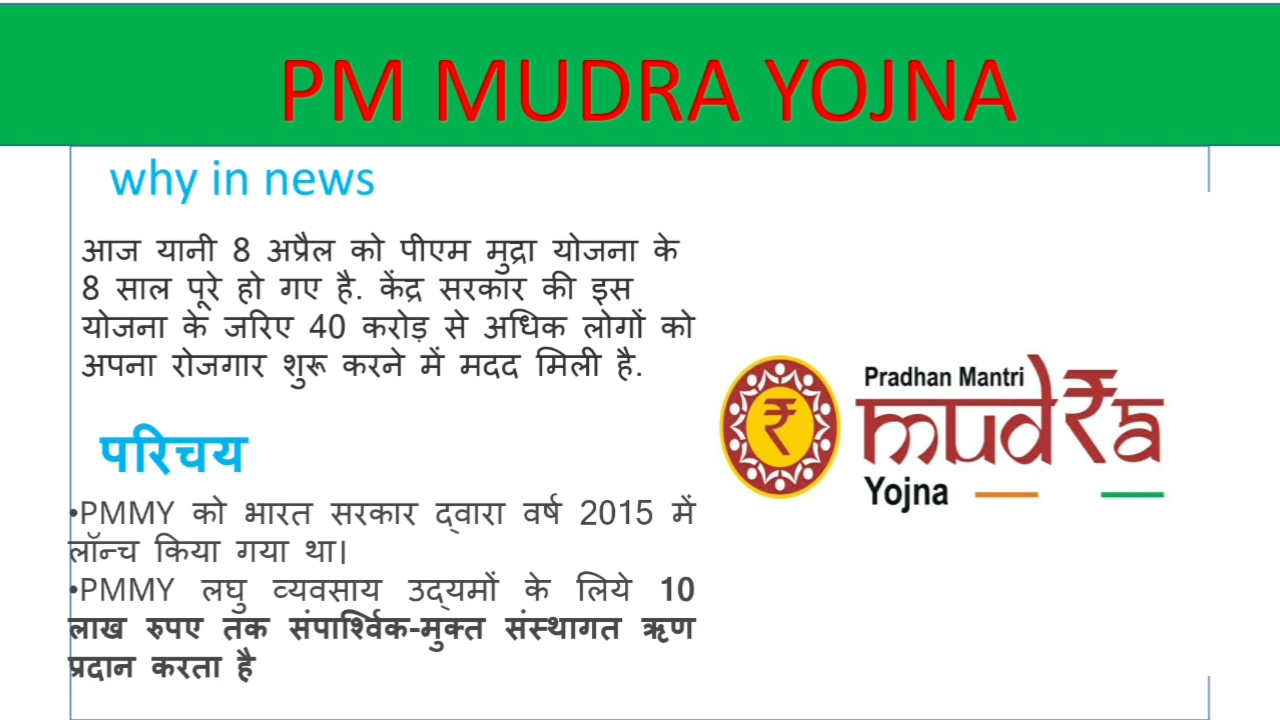 PM MUDRA YOJNA
why in news
आज यानी 8 अप्रैल को पीएम मुद्रा योजना के
8 साल पूरे हो गए है. केंद्र सरकार की इस
योजना के जरिए 40 करोड़ से अधिक लोगों को
अपना रोजगार शुरू करने में मदद मिली है.
परिचय
•PMMY को भारत सरकार द्वारा वर्ष 2015 में
लॉन्च किया गया था।
•PMMY लघु व्यवसाय उद्यमों के लिये 10
लाख रुपए तक संपार्श्विक-मुक्त संस्थागत ऋण
प्रदान करता है
₹
Pradhan Mantri
mud₹a
Yojna